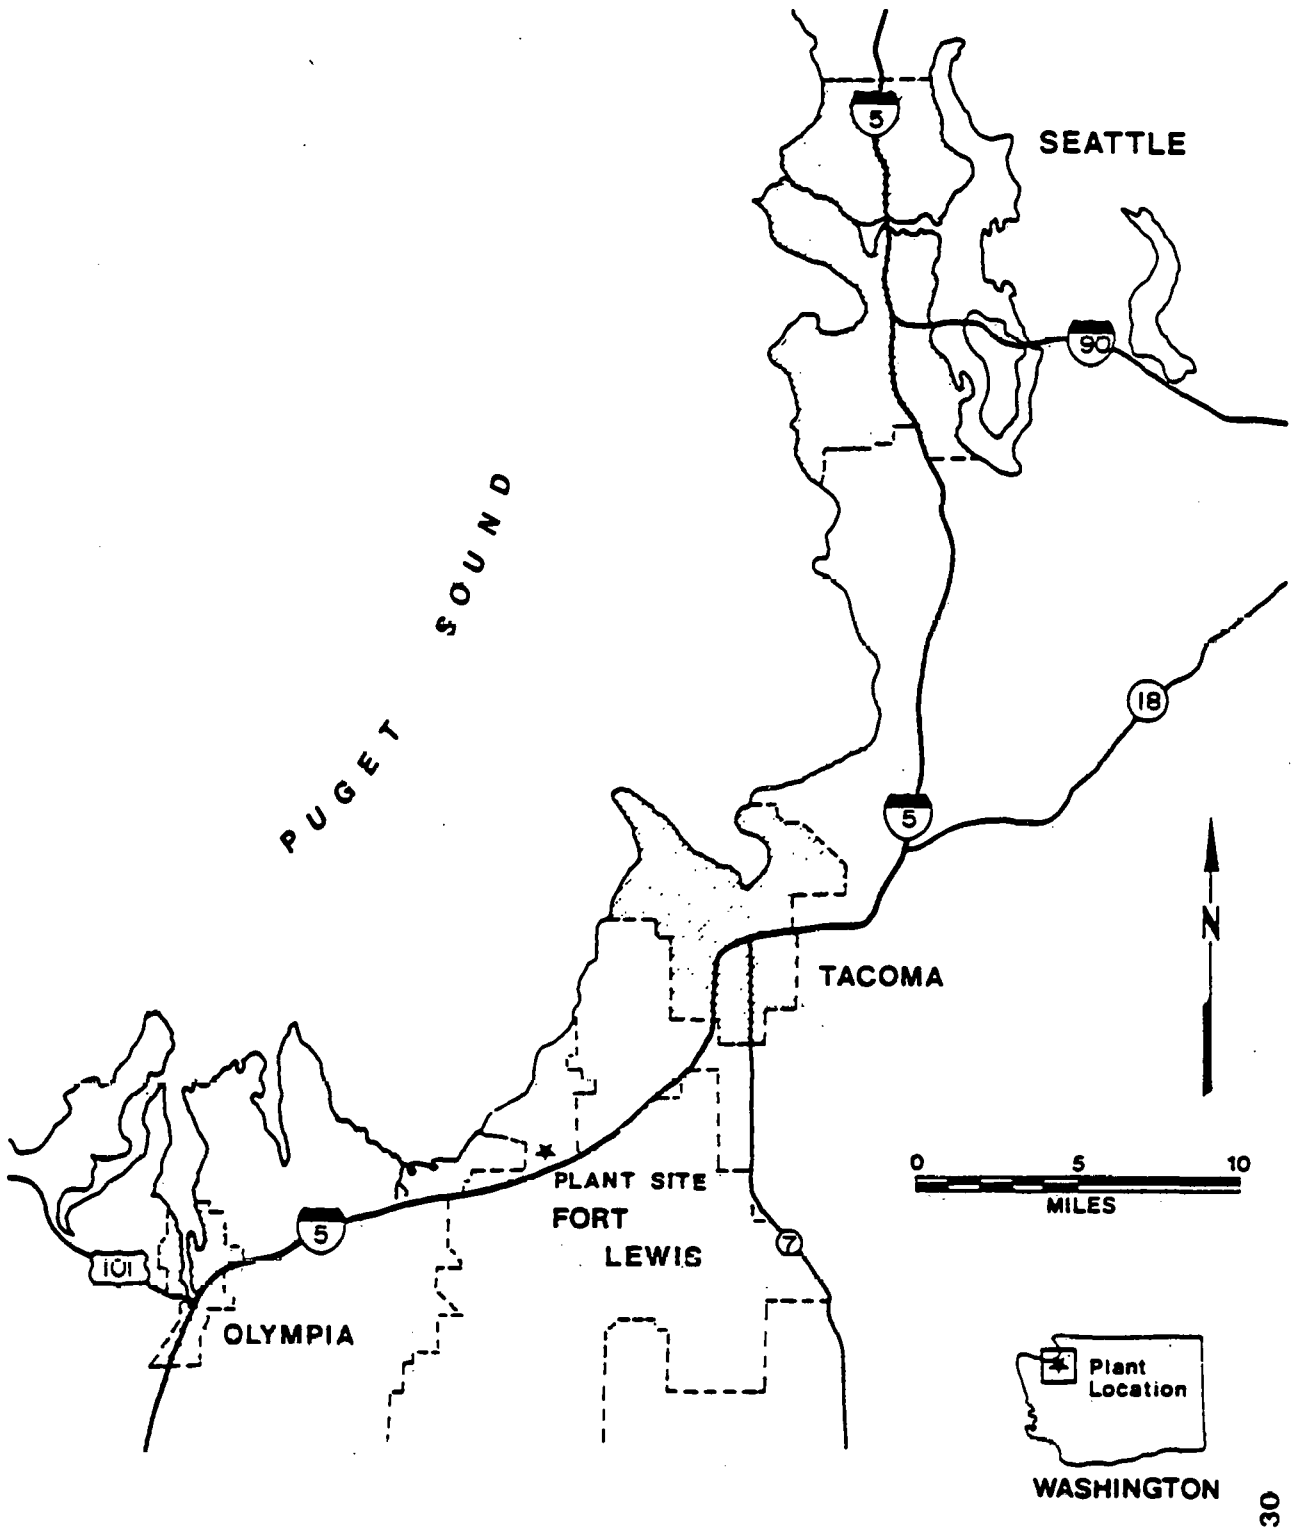 5
SEATTLE
90
PUGET SOUND
18
5
N
TACOMA
0 5 10
MILES
PLANT SITE
FORT
LEWIS
7
5
101
OLYMPIA
Plant
Location
WASHINGTON
30